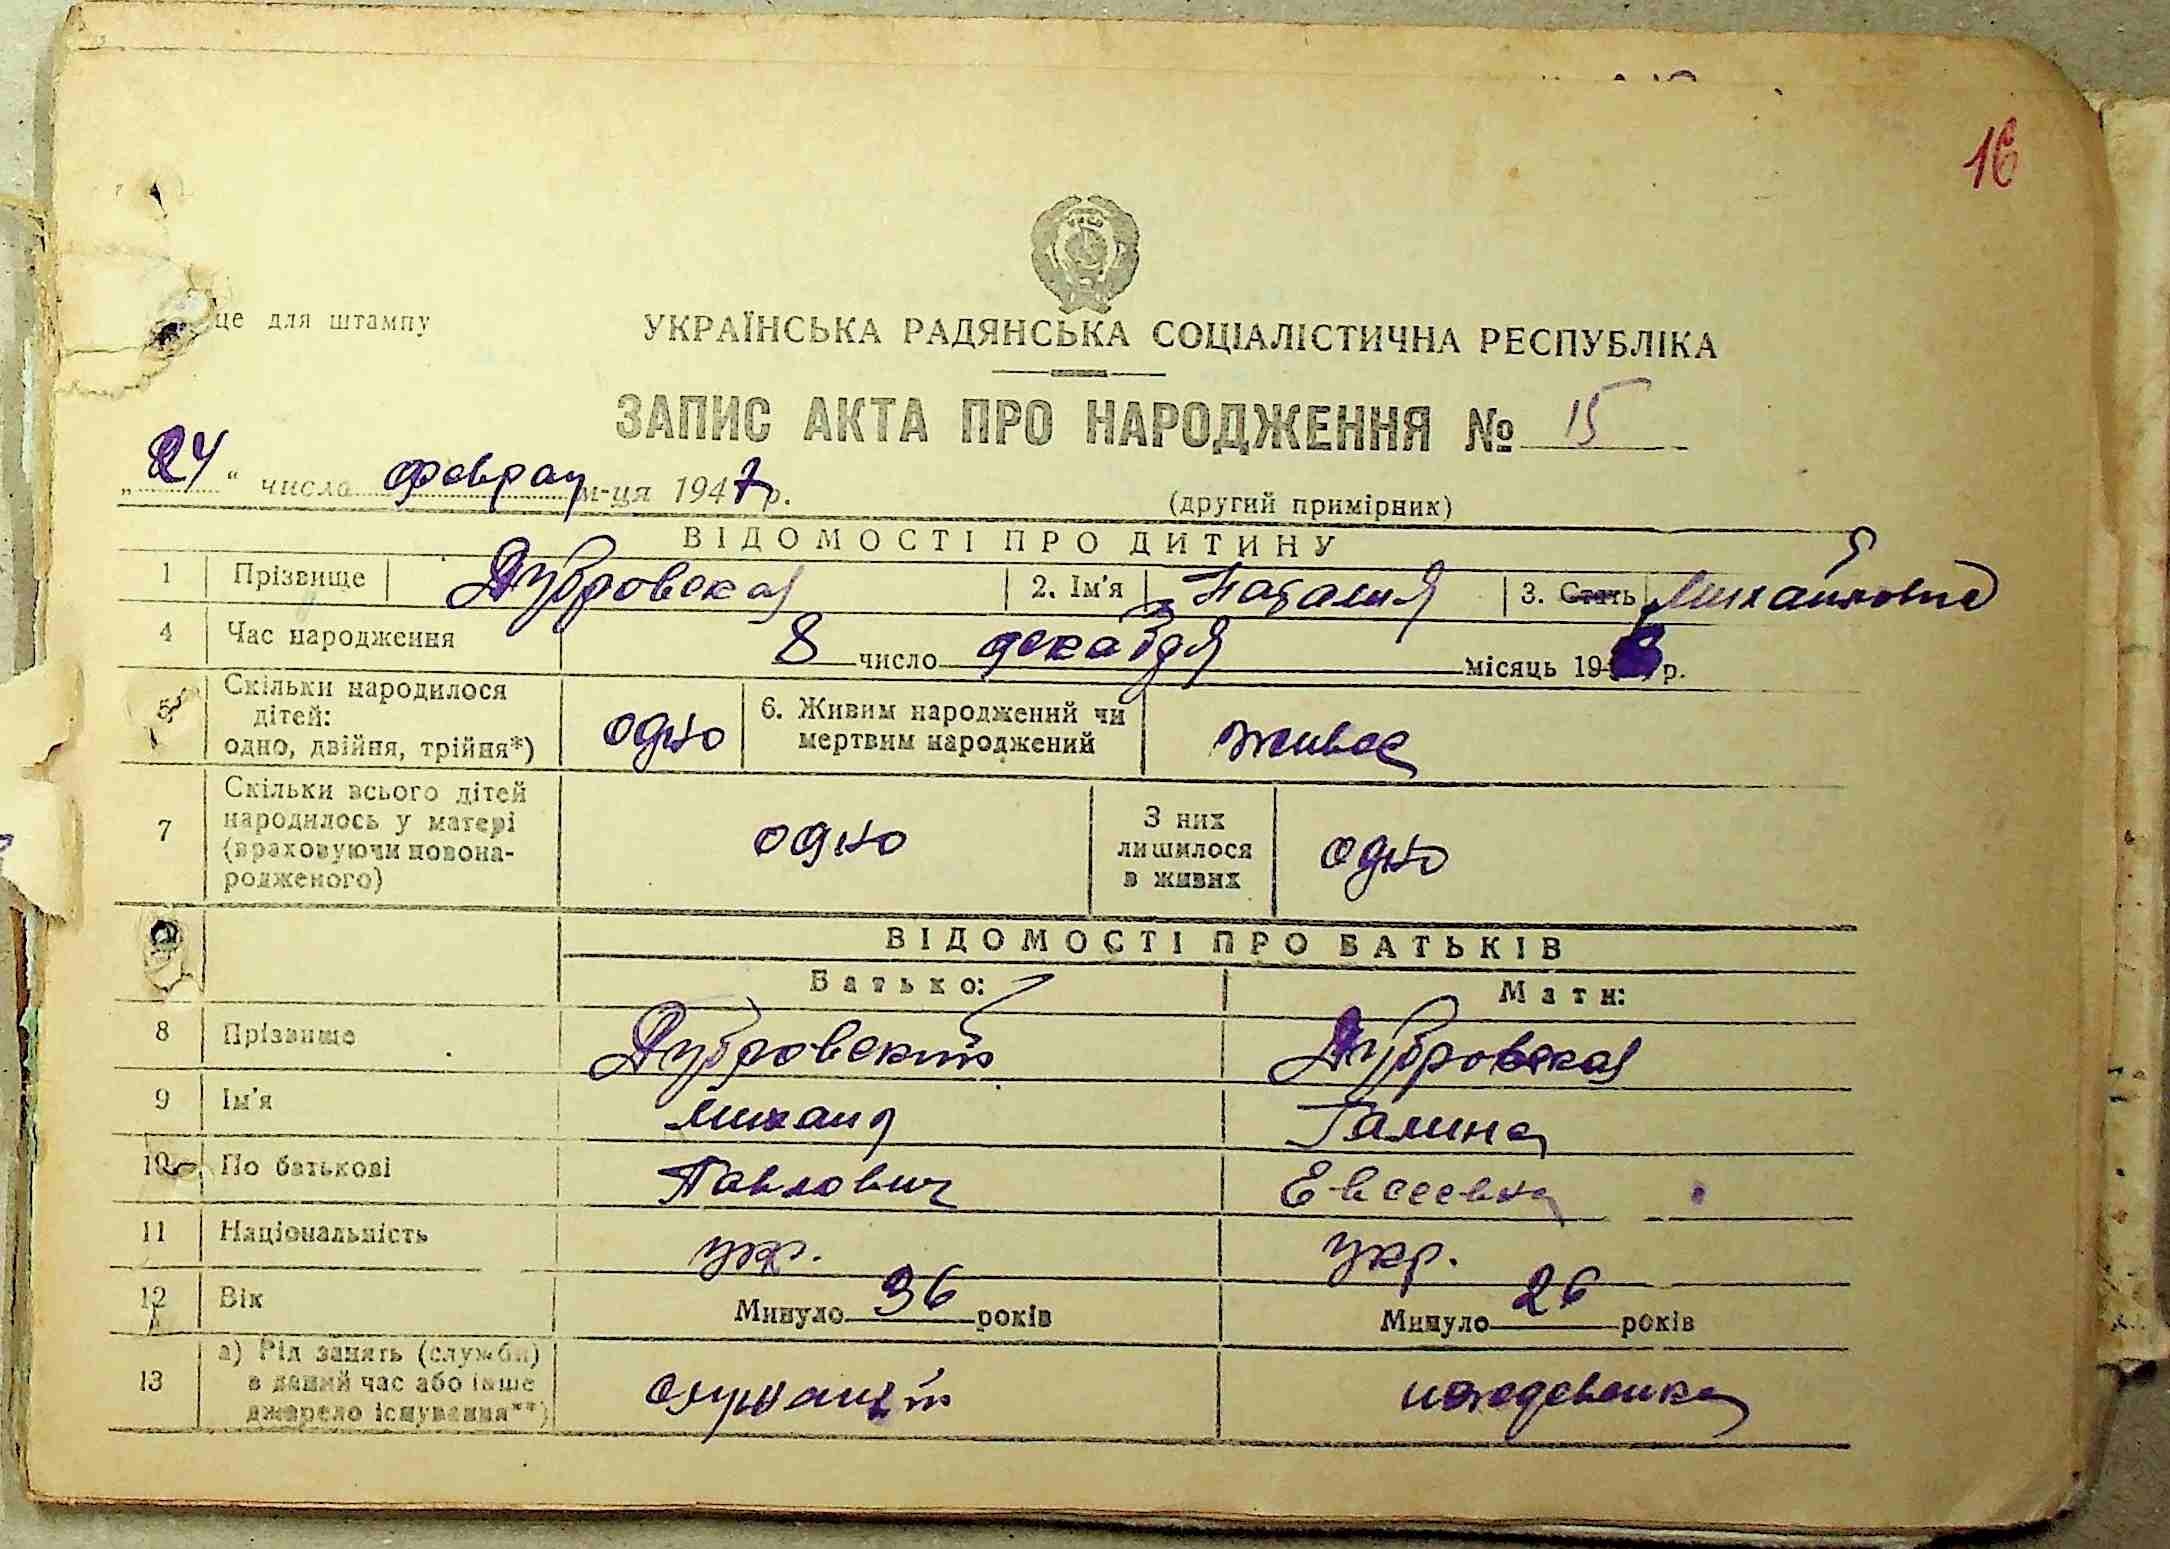 16
це для штампу
УКРАЇНСЬКА РАДЯНСЬКА СОЦІАЛІСТИЧНА РЕСПУБЛІКА
ЗАПИС АКТА ПРО НАРОДЖЕННЯ № 15
„24“ числа феврал м-ця 1947 р.
(другий примірник)
ВІДОМОСТІ ПРО ДИТИНУ
1 Прізвище Дубровская 2. Ім'я Наталия 3. Стать Михайловна
4 Час народження 8 число декабря місяць 19 р.
5 Скільки народилося дітей: одно, двійня, трійня*) одно 6. Живим народжений чи мертвим народжений живое
7 Скільки всього дітей народилось у матері (враховуючи новонародженого) одно З них лишилося в живих одно
ВІДОМОСТІ ПРО БАТЬКІВ
Батько: Мати:
8 Прізвище Дубровский Дубровская
9 Ім'я Михаил Галина
10 По батькові Павлович Евсеевна
11 Національність укр. укр.
12 Вік Минуло 36 років Минуло 26 років
13 а) Рід занять (служби) в даний час або інше джерело існування**) служащий иждевенка